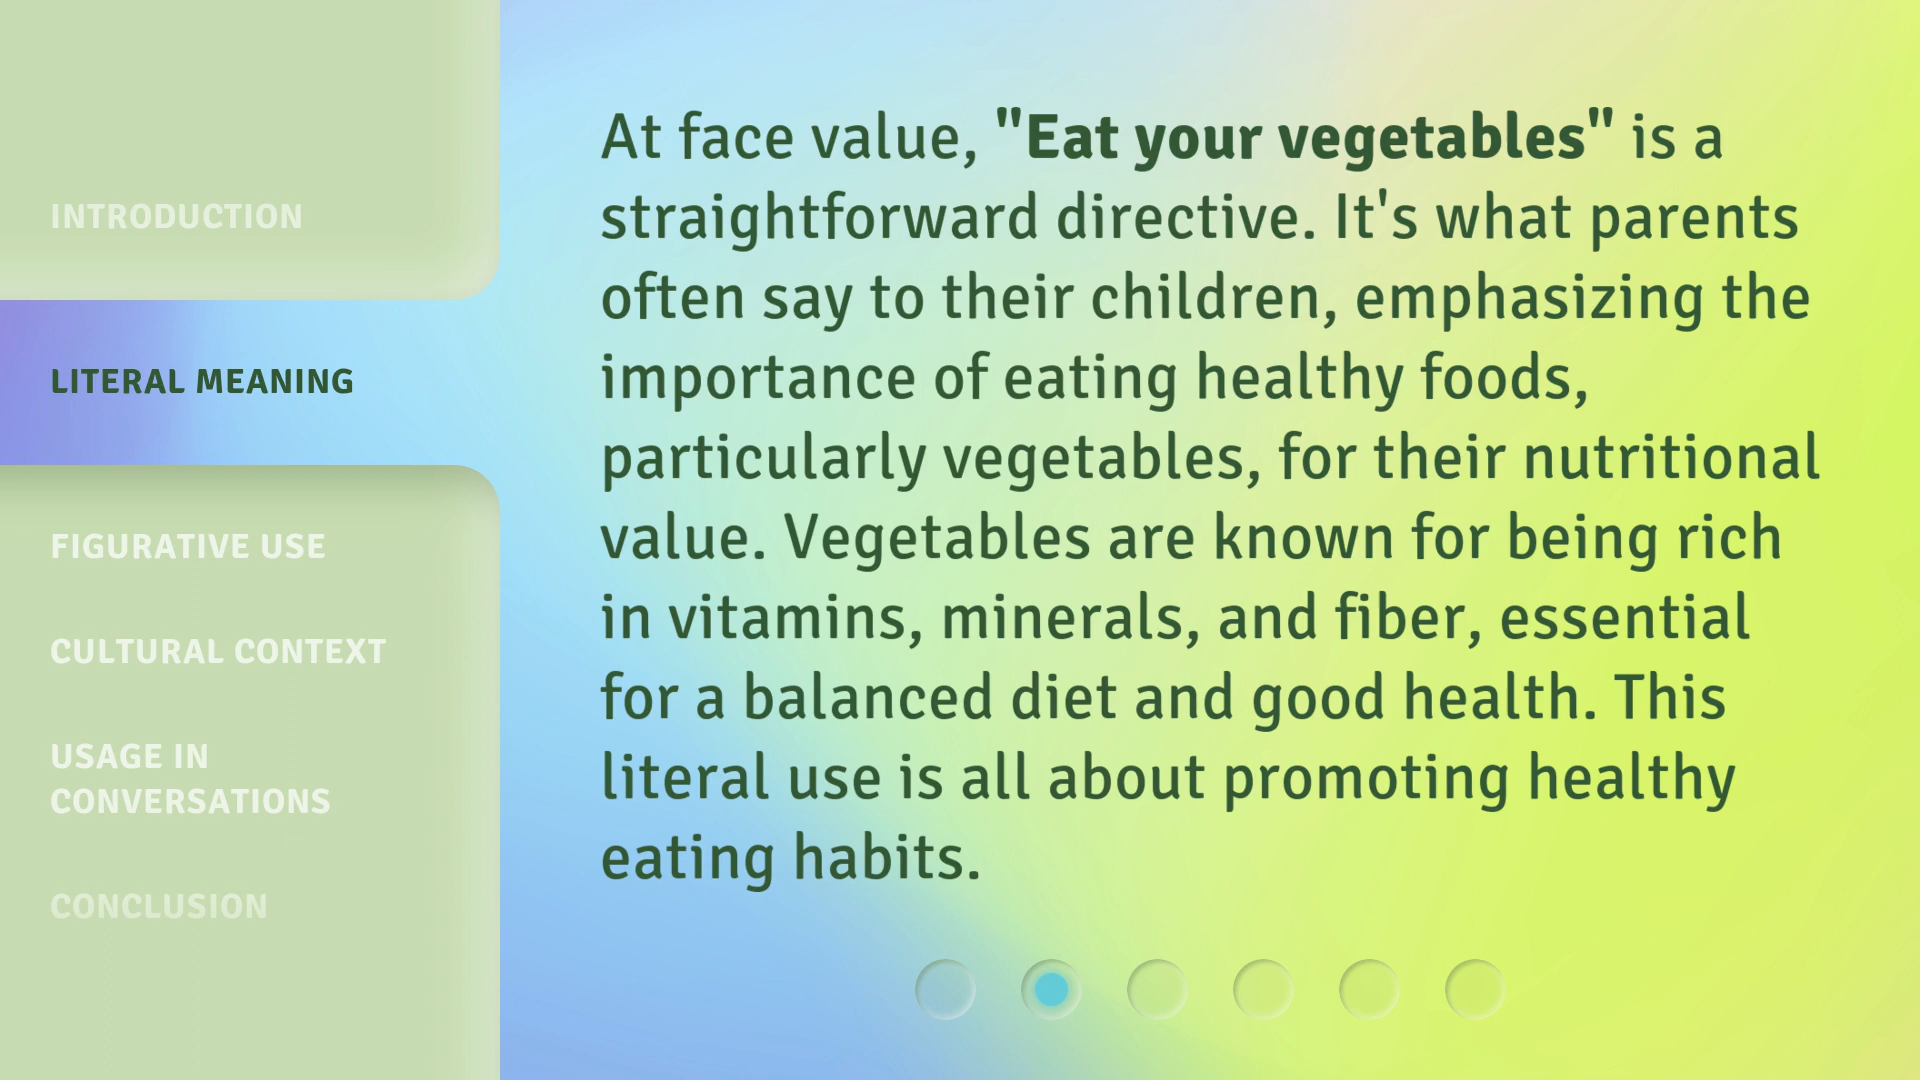 INTRODUCTION
LITERAL MEANING
FIGURATIVE USE
CULTURAL CONTEXT
USAGE IN
CONVERSATIONS
CONCLUSION
At face value, "Eat your vegetables" is a
straightforward directive. It's what parents
often say to their children, emphasizing the
importance of eating healthy foods,
particularly vegetables, for their nutritional
value. Vegetables are known for being rich
in vitamins, minerals, and fiber, essential
for a balanced diet and good health. This
literal use is all about promoting healthy
eating habits.